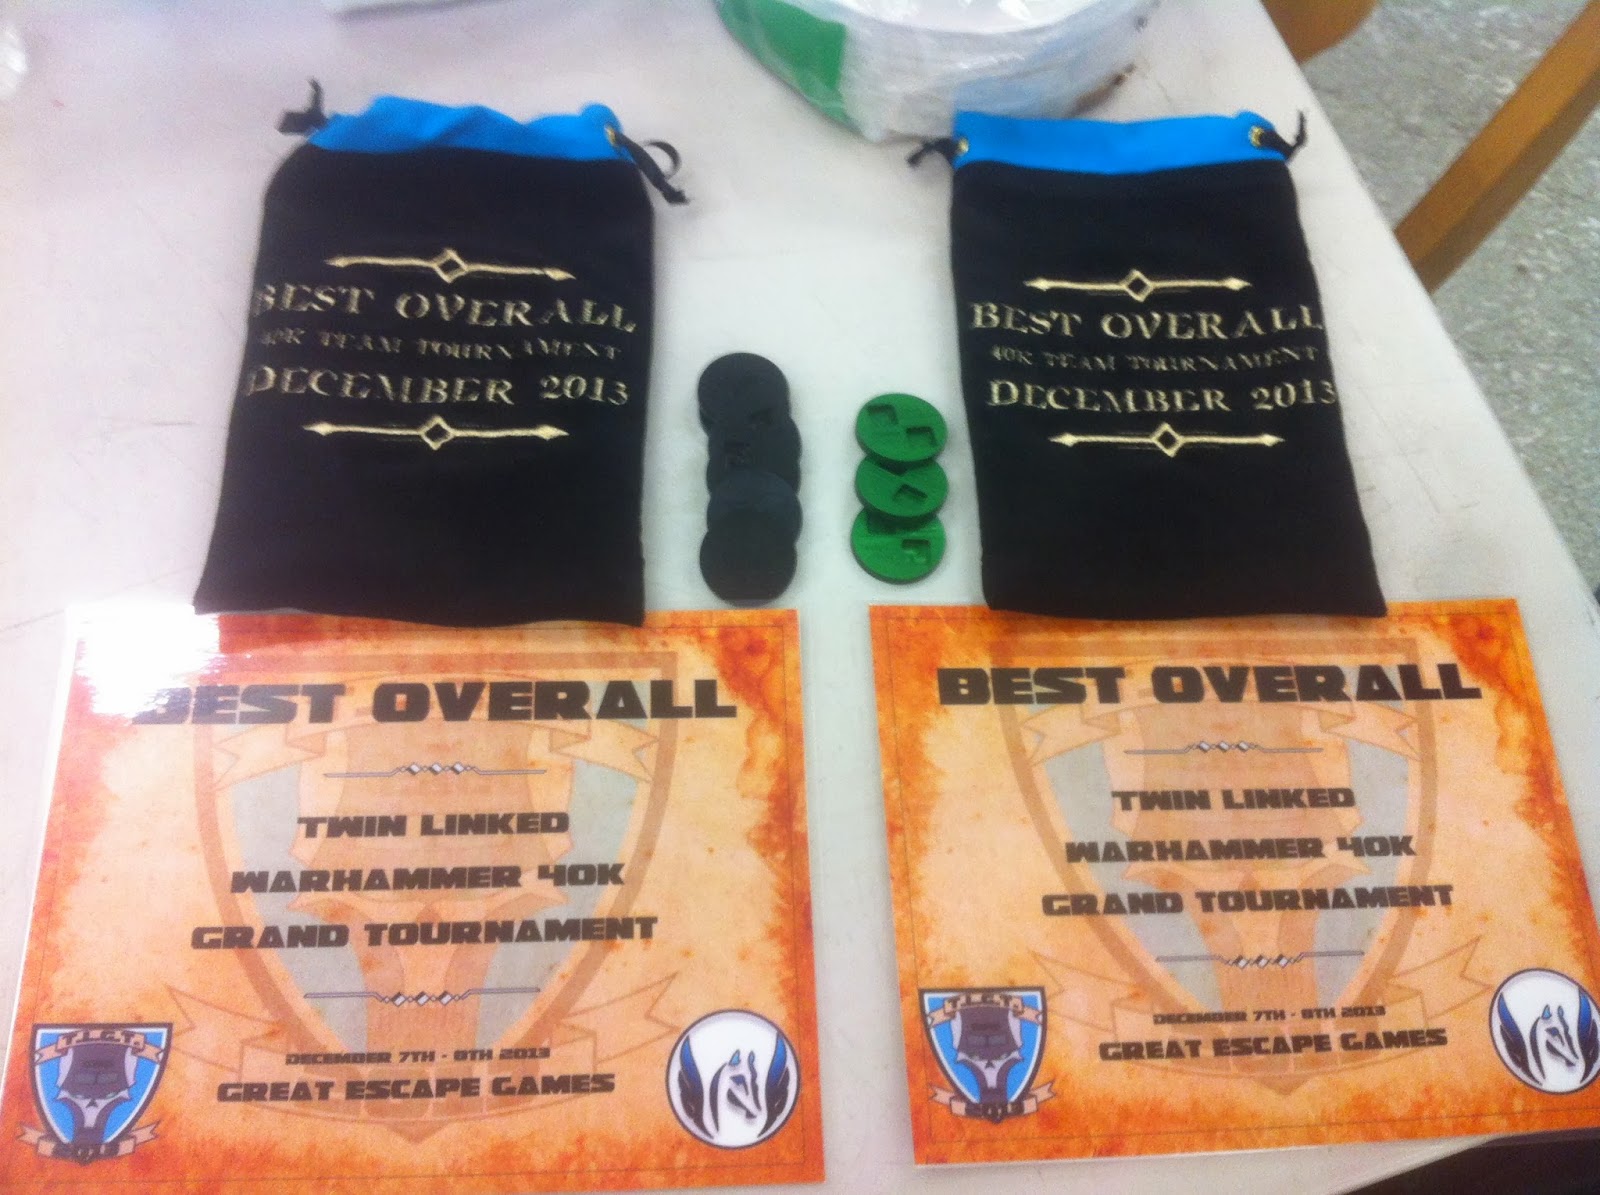 BEST OVERALL
40K TEAM TOURNAMENT
DECEMBER 2013
BEST OVERALL
40K TEAM TOURNAMENT
DECEMBER 2013
BEST OVERALL
TWIN LINKED
WARHAMMER 40K
GRAND TOURNAMENT
DECEMBER 7TH - 8TH 2013
GREAT ESCAPE GAMES
T.L.G.T.
2013
BEST OVERALL
TWIN LINKED
WARHAMMER 40K
GRAND TOURNAMENT
DECEMBER 7TH - 8TH 2013
GREAT ESCAPE GAMES
T.L.G.T.
2013